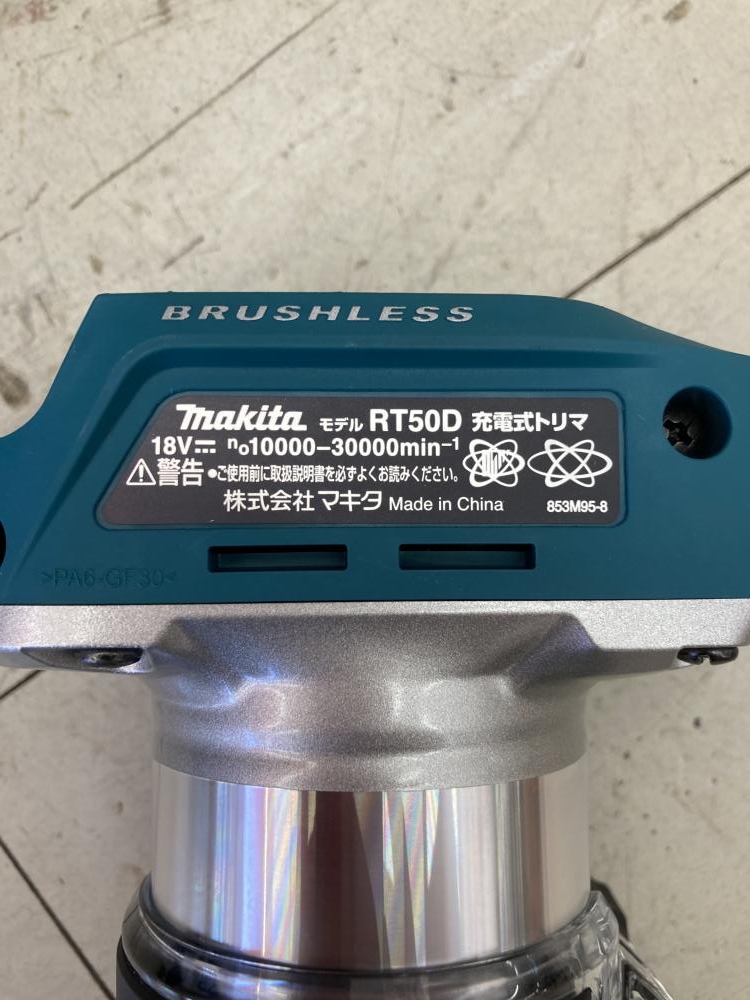 BRUSHLESS
makita モデル RT50D 充電式トリマ
18V⎓ n₀10000-30000min⁻¹
⚠警告 ●ご使用前に取扱説明書を必ずよくお読みください。
株式会社マキタ Made in China 853M95-8
>PA6-GF30<